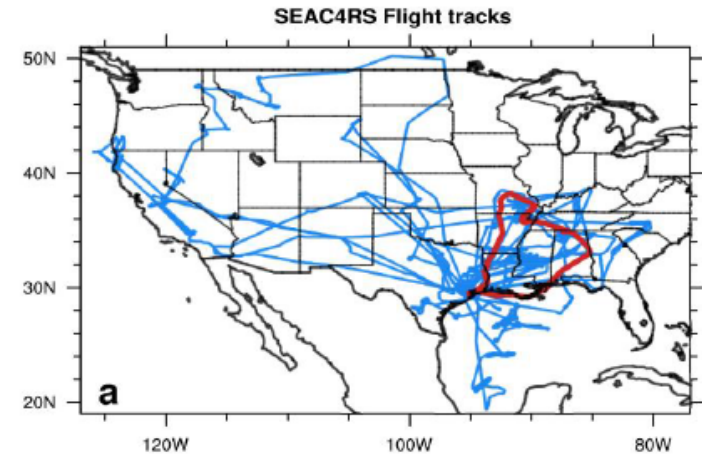 SEAC4RS Flight tracks
50N
40N
30N
20N
a
120W 100W 80W